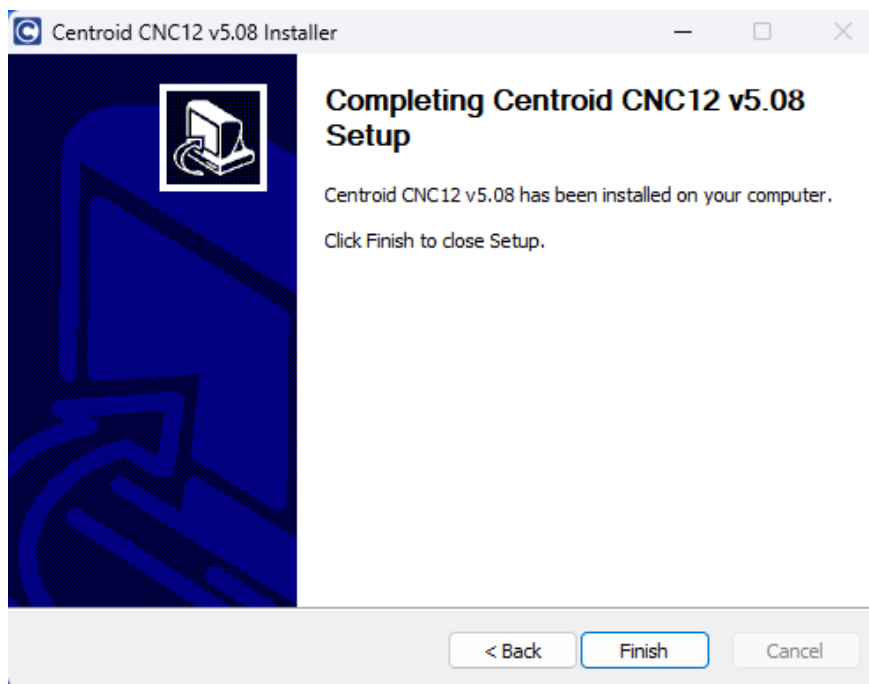 Centroid CNC12 v5.08 Installer
Completing Centroid CNC12 v5.08
Setup
Centroid CNC12 v5.08 has been installed on your computer.
Click Finish to close Setup.
< Back Finish Cancel